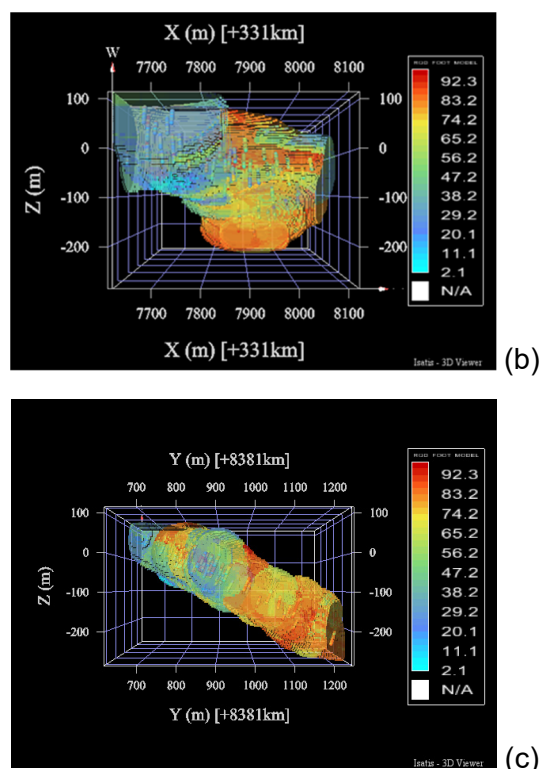 X (m) [+331km]
W
7700 7800 7900 8000 8100
100 100
0 0
-100 -100
-200 -200
Z (m)
7700 7800 7900 8000 8100
X (m) [+331km]
RUD FOOT MODEL
92.3
83.2
74.2
65.2
56.2
47.2
38.2
29.2
20.1
11.1
2.1
N/A
Isatis - 3D Viewer
(b)
Y (m) [+8381km]
700 800 900 1000 1100 1200
100 100
0 0
-100 -100
-200 -200
Z (m)
700 800 900 1000 1100 1200
Y (m) [+8381km]
RUD FOOT MODEL
92.3
83.2
74.2
65.2
56.2
47.2
38.2
29.2
20.1
11.1
2.1
N/A
Isatis - 3D Viewer
(c)